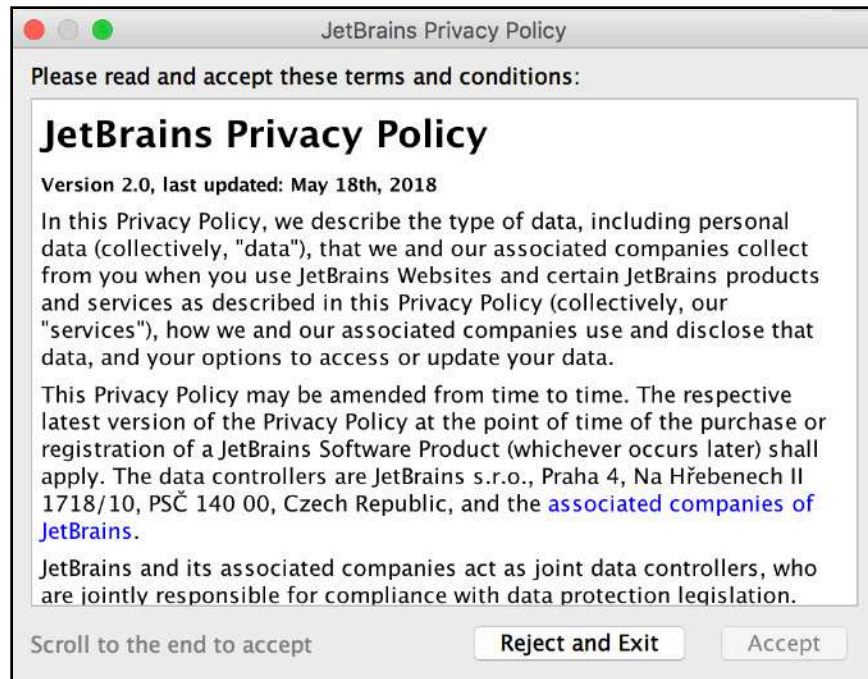 JetBrains Privacy Policy
Please read and accept these terms and conditions:
JetBrains Privacy Policy
Version 2.0, last updated: May 18th, 2018
In this Privacy Policy, we describe the type of data, including personal
data (collectively, "data"), that we and our associated companies collect
from you when you use JetBrains Websites and certain JetBrains products
and services as described in this Privacy Policy (collectively, our
"services"), how we and our associated companies use and disclose that
data, and your options to access or update your data.
This Privacy Policy may be amended from time to time. The respective
latest version of the Privacy Policy at the point of time of the purchase or
registration of a JetBrains Software Product (whichever occurs later) shall
apply. The data controllers are JetBrains s.r.o., Praha 4, Na Hřebenech II
1718/10, PSČ 140 00, Czech Republic, and the associated companies of
JetBrains.
JetBrains and its associated companies act as joint data controllers, who
are jointly responsible for compliance with data protection legislation.
Scroll to the end to accept
Reject and Exit
Accept